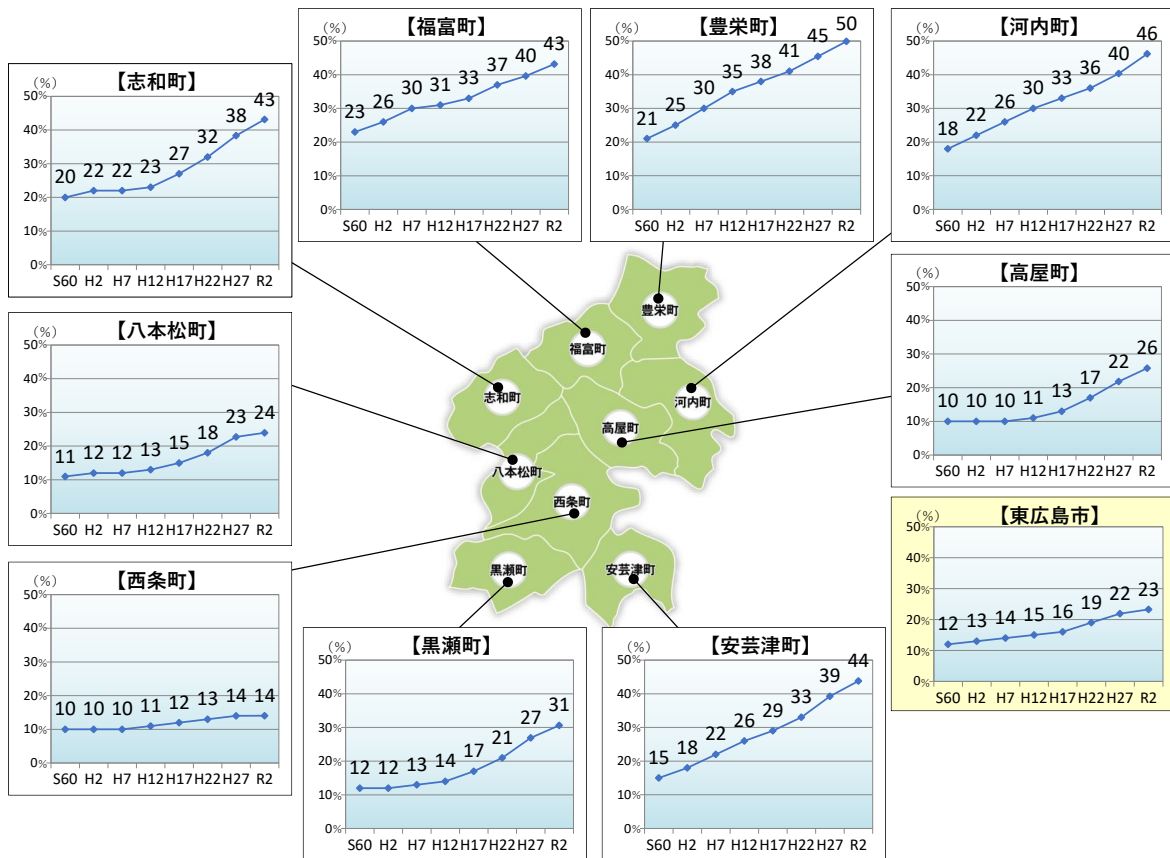 【福富町】
(%)
50%
40%
30%
20%
10%
0%
23 26 30 31 33 37 40 43
S60 H2 H7 H12 H17 H22 H27 R2
【豊栄町】
(%)
50%
40%
30%
20%
10%
0%
21 25 30 35 38 41 45 50
S60 H2 H7 H12 H17 H22 H27 R2
【河内町】
(%)
50%
40%
30%
20%
10%
0%
18 22 26 30 33 36 40 46
S60 H2 H7 H12 H17 H22 H27 R2
【志和町】
(%)
50%
40%
30%
20%
10%
0%
20 22 22 23 27 32 38 43
S60 H2 H7 H12 H17 H22 H27 R2
【高屋町】
(%)
50%
40%
30%
20%
10%
0%
10 10 10 11 13 17 22 26
S60 H2 H7 H12 H17 H22 H27 R2
【八本松町】
(%)
50%
40%
30%
20%
10%
0%
11 12 12 13 15 18 23 24
S60 H2 H7 H12 H17 H22 H27 R2
豊栄町
福富町
志和町
河内町
高屋町
八本松町
西条町
黒瀬町
安芸津町
【東広島市】
(%)
50%
40%
30%
20%
10%
0%
12 13 14 15 16 19 22 23
S60 H2 H7 H12 H17 H22 H27 R2
【西条町】
(%)
50%
40%
30%
20%
10%
0%
10 10 10 11 12 13 14 14
S60 H2 H7 H12 H17 H22 H27 R2
【黒瀬町】
(%)
50%
40%
30%
20%
10%
0%
12 12 13 14 17 21 27 31
S60 H2 H7 H12 H17 H22 H27 R2
【安芸津町】
(%)
50%
40%
30%
20%
10%
0%
15 18 22 26 29 33 39 44
S60 H2 H7 H12 H17 H22 H27 R2